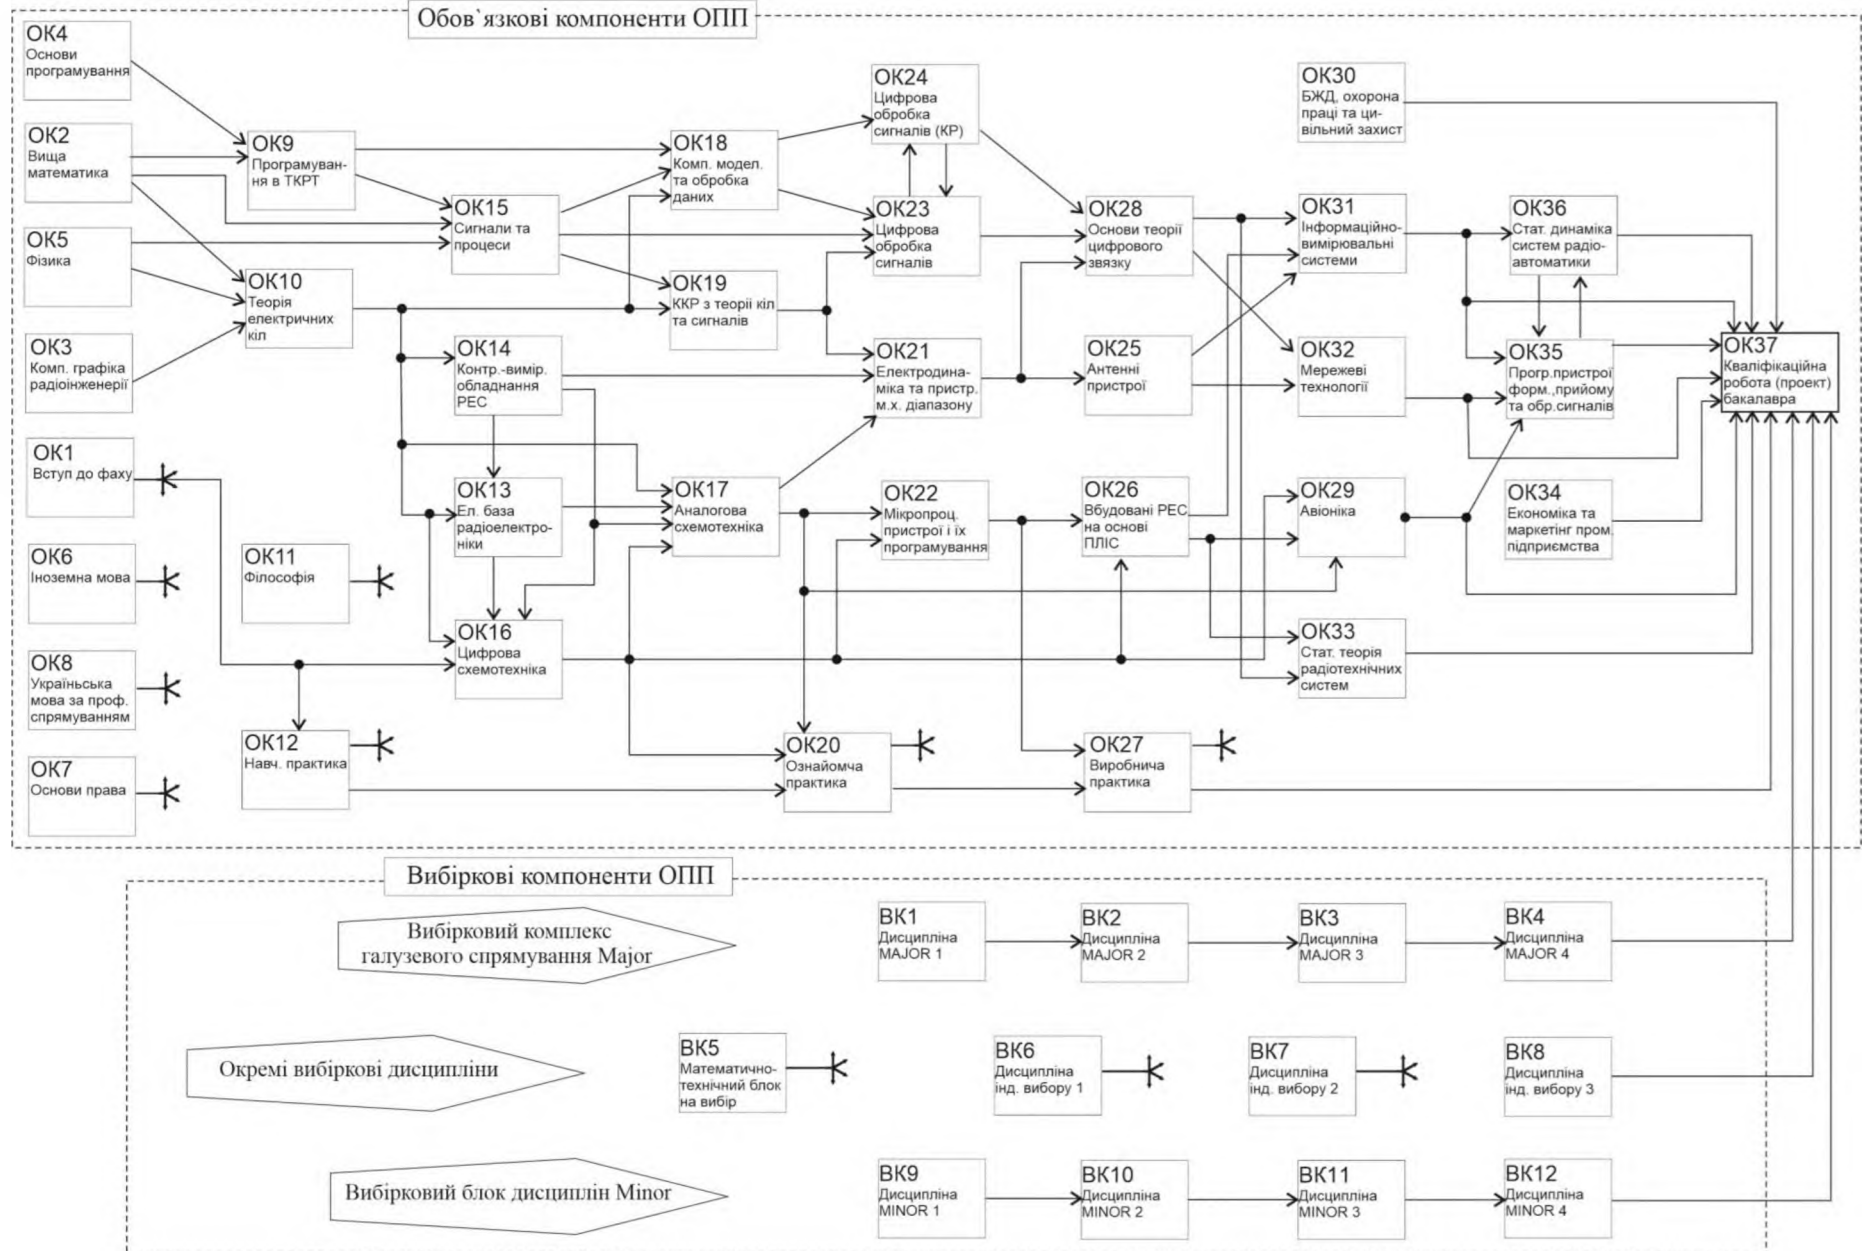 Обов`язкові компоненти ОПП
ОК4
Основи
програмування
ОК2
Вища
математика
ОК5
Фізика
ОК3
Комп. графіка
радіоінженерії
ОК1
Вступ до фаху
ОК6
Іноземна мова
ОК8
Україньська
мова за проф.
спрямуванням
ОК7
Основи права
ОК9
Програмуван-
ня в ТКРТ
ОК10
Теорія
електричних
кіл
ОК11
Філософія
ОК12
Навч. практика
ОК15
Сигнали та
процеси
ОК14
Контр.-вимір.
обладнання
РЕС
ОК13
Ел. база
радіоелектро-
ніки
ОК16
Цифрова
схемотехніка
ОК18
Комп. модел.
та обробка
даних
ОК19
ККР з теорії кіл
та сигналів
ОК17
Аналогова
схемотехніка
ОК24
Цифрова
обробка
сигналів (КР)
ОК23
Цифрова
обробка
сигналів
ОК21
Електродина-
міка та пристр.
м.х. діапазону
ОК22
Мікропроц.
пристрої і їх
програмування
ОК20
Ознайомча
практика
ОК28
Основи теорії
цифрового
звязку
ОК25
Антенні
пристрої
ОК26
Вбудовані РЕС
на основі
ПЛІС
ОК27
Виробнича
практика
ОК30
БЖД, охорона
праці та ци-
вільний захист
ОК31
Інформаційно-
вимірювальні
системи
ОК32
Мережеві
технології
ОК29
Авіоніка
ОК33
Стат. теорія
радіотехнічних
систем
ОК36
Стат. динаміка
систем радіо-
автоматики
ОК35
Прогр.пристрої
форм.,прийому
та обр.сигналів
ОК34
Економіка та
маркетінг пром.
підприємства
ОК37
Кваліфікаційна
робота (проект)
бакалавра
Вибіркові компоненти ОПП
Вибірковий комплекс
галузевого спрямування Major
ВК1
Дисципліна
MAJOR 1
ВК2
Дисципліна
MAJOR 2
ВК3
Дисципліна
MAJOR 3
ВК4
Дисципліна
MAJOR 4
Окремі вибіркові дисципліни
ВК5
Математично-
технічний блок
на вибір
ВК6
Дисципліна
інд. вибору 1
ВК7
Дисципліна
інд. вибору 2
ВК8
Дисципліна
інд. вибору 3
Вибірковий блок дисциплін Minor
ВК9
Дисципліна
MINOR 1
ВК10
Дисципліна
MINOR 2
ВК11
Дисципліна
MINOR 3
ВК12
Дисципліна
MINOR 4